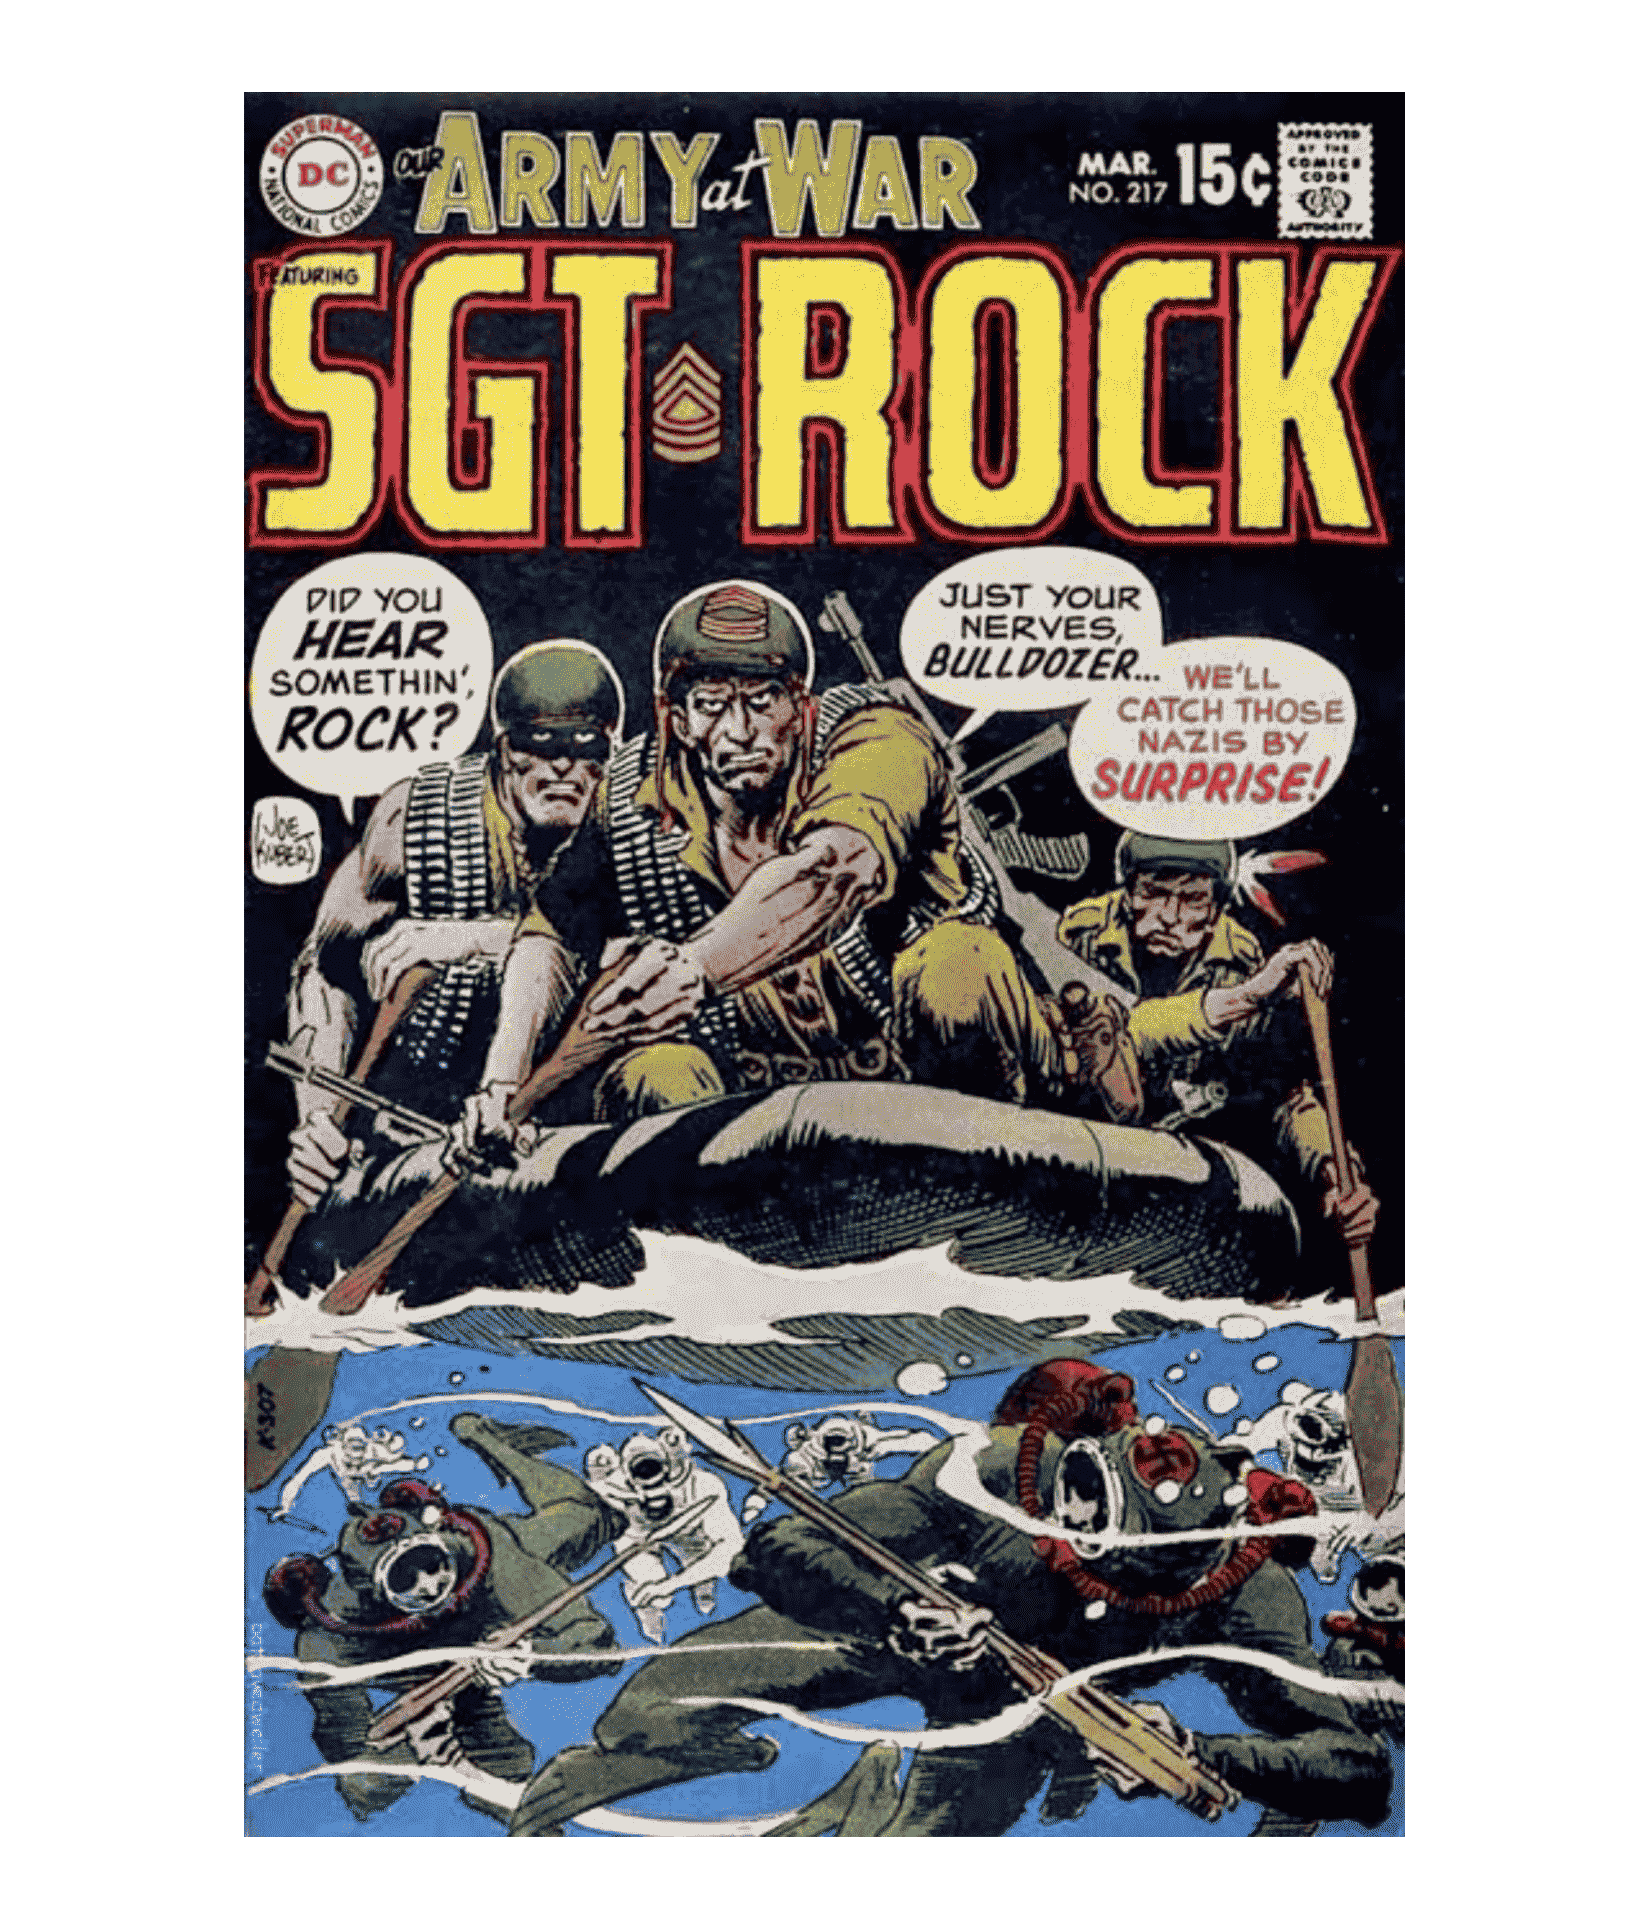 SUPERMAN
DC
NATIONAL COMICS
OUR ARMY at WAR
MAR.
NO. 217
15¢
APPROVED
BY THE
COMICS
CODE
AUTHORITY
FEATURING
SGT ROCK
DID YOU
HEAR
SOMETHIN',
ROCK?
JUST YOUR
NERVES,
BULLDOZER...
WE'LL
CATCH THOSE
NAZIS BY
SURPRISE!
JOE
KUBERT
K-507